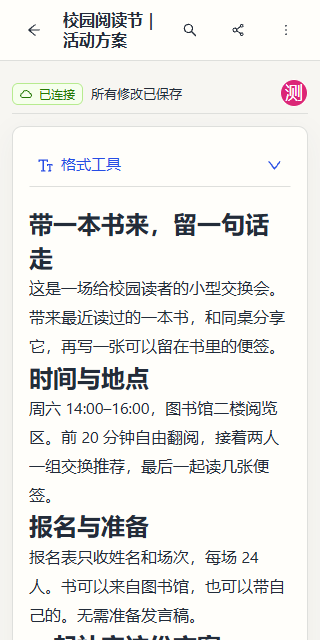 校园阅读节 |
活动方案
已连接 所有修改已保存 测
格式工具
带一本书来，留一句话
走
这是一场给校园读者的小型交换会。
带来最近读过的一本书，和同桌分享
它，再写一张可以留在书里的便签。
时间与地点
周六 14:00–16:00，图书馆二楼阅览
区。前 20 分钟自由翻阅，接着两人
一组交换推荐，最后一起读几张便
签。
报名与准备
报名表只收姓名和场次，每场 24
人。书可以来自图书馆，也可以带自
己的。无需准备发言稿。